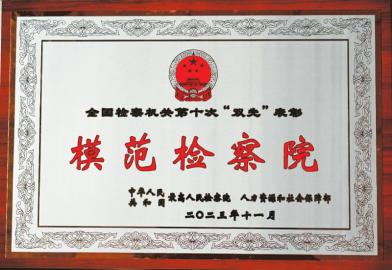 全国检察机关第十次“双先”表彰
模范检察院
中华人民共和国最高人民检察院 人力资源和社会保障部
二〇二三年十一月